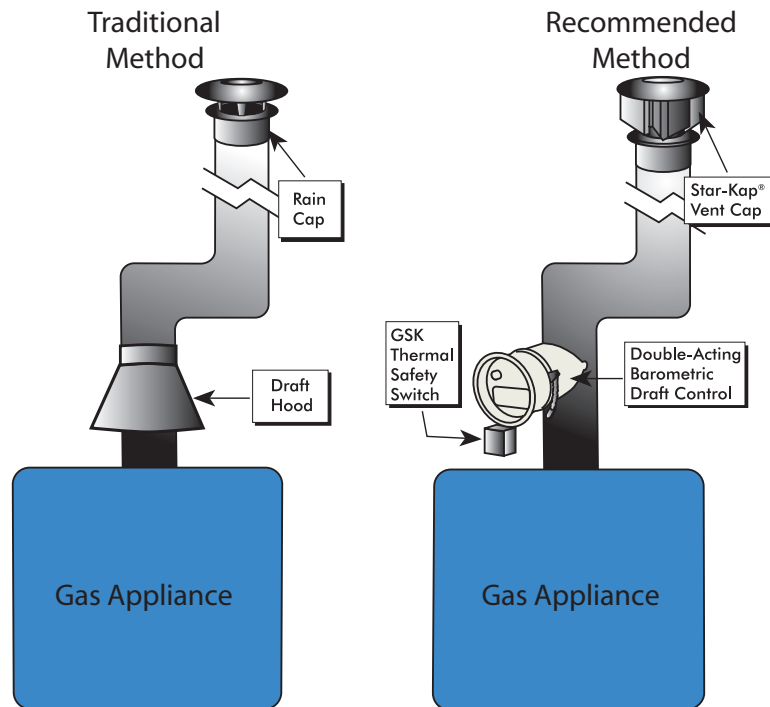 Traditional
Method
Recommended
Method
Rain
Cap
Star-Kap®
Vent Cap
Draft
Hood
GSK
Thermal
Safety
Switch
Double-Acting
Barometric
Draft Control
Gas Appliance
Gas Appliance